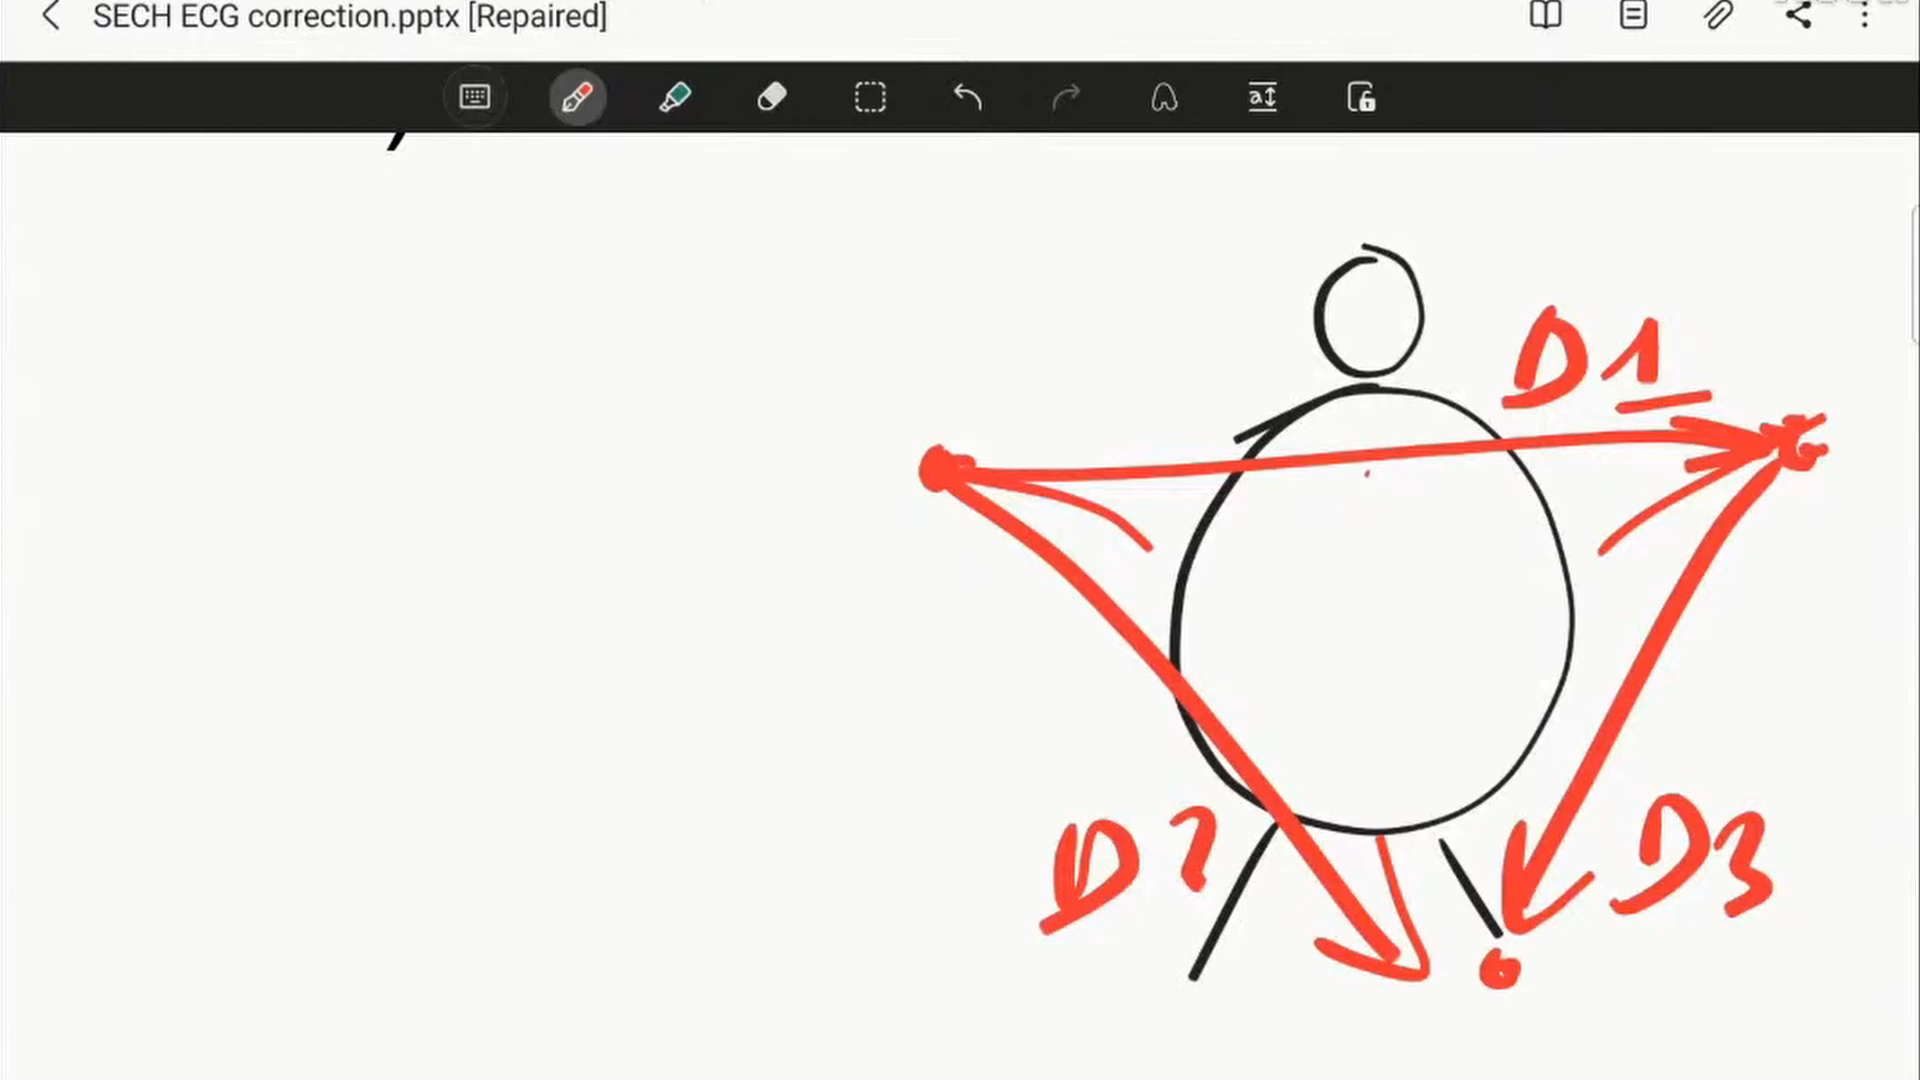 SECH ECG correction.pptx [Repaired]
D1
D2
D3